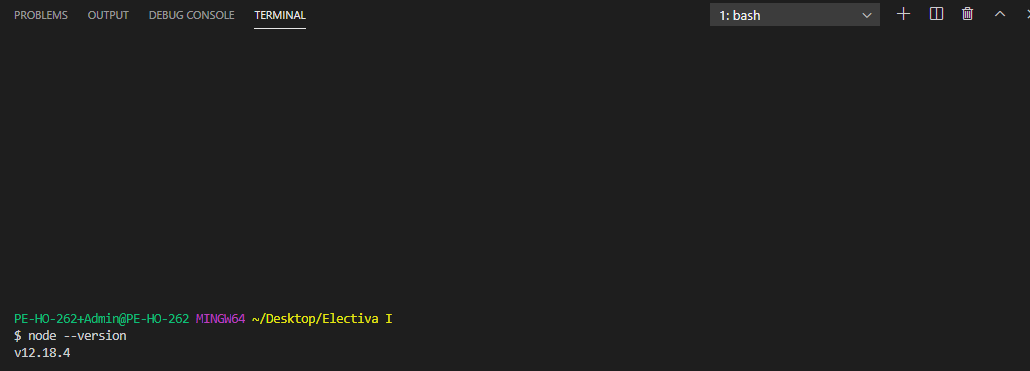 PROBLEMS OUTPUT DEBUG CONSOLE TERMINAL 1: bash
PE-HO-262+Admin@PE-HO-262 MINGW64 ~/Desktop/Electiva I
$ node --version
v12.18.4